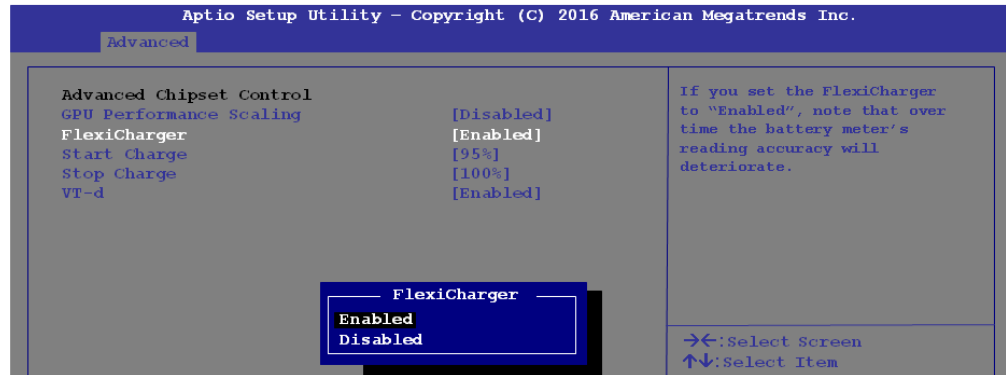 Aptio Setup Utility – Copyright (C) 2016 American Megatrends Inc.
Advanced
Advanced Chipset Control
GPU Performance Scaling [Disabled]
FlexiCharger [Enabled]
Start Charge [95%]
Stop Charge [100%]
VT-d [Enabled]
If you set the FlexiCharger
to “Enabled”, note that over
time the battery meter's
reading accuracy will
deteriorate.
FlexiCharger
Enabled
Disabled
→←:Select Screen
↑↓:Select Item